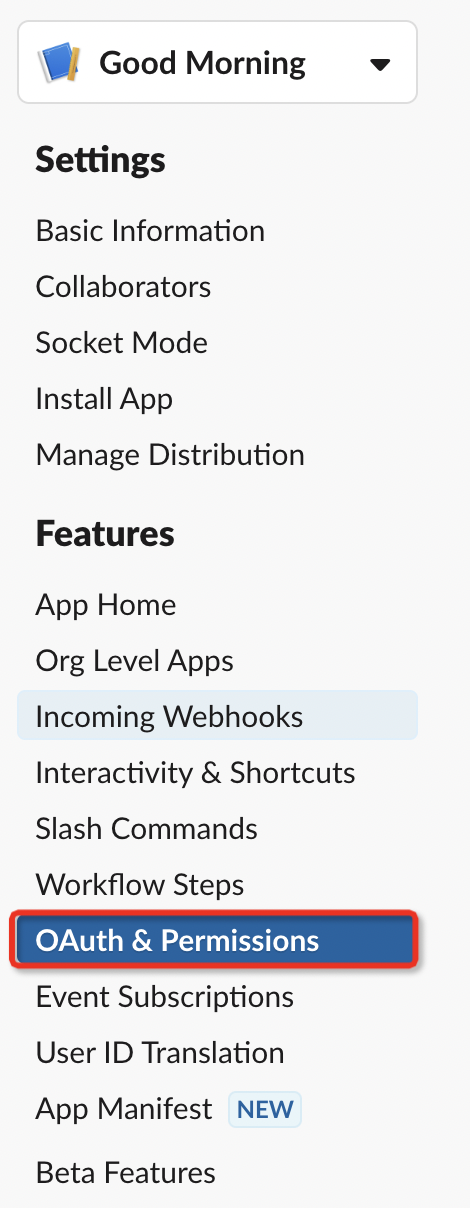 Good Morning
Settings
Basic Information
Collaborators
Socket Mode
Install App
Manage Distribution
Features
App Home
Org Level Apps
Incoming Webhooks
Interactivity & Shortcuts
Slash Commands
Workflow Steps
OAuth & Permissions
Event Subscriptions
User ID Translation
App Manifest NEW
Beta Features